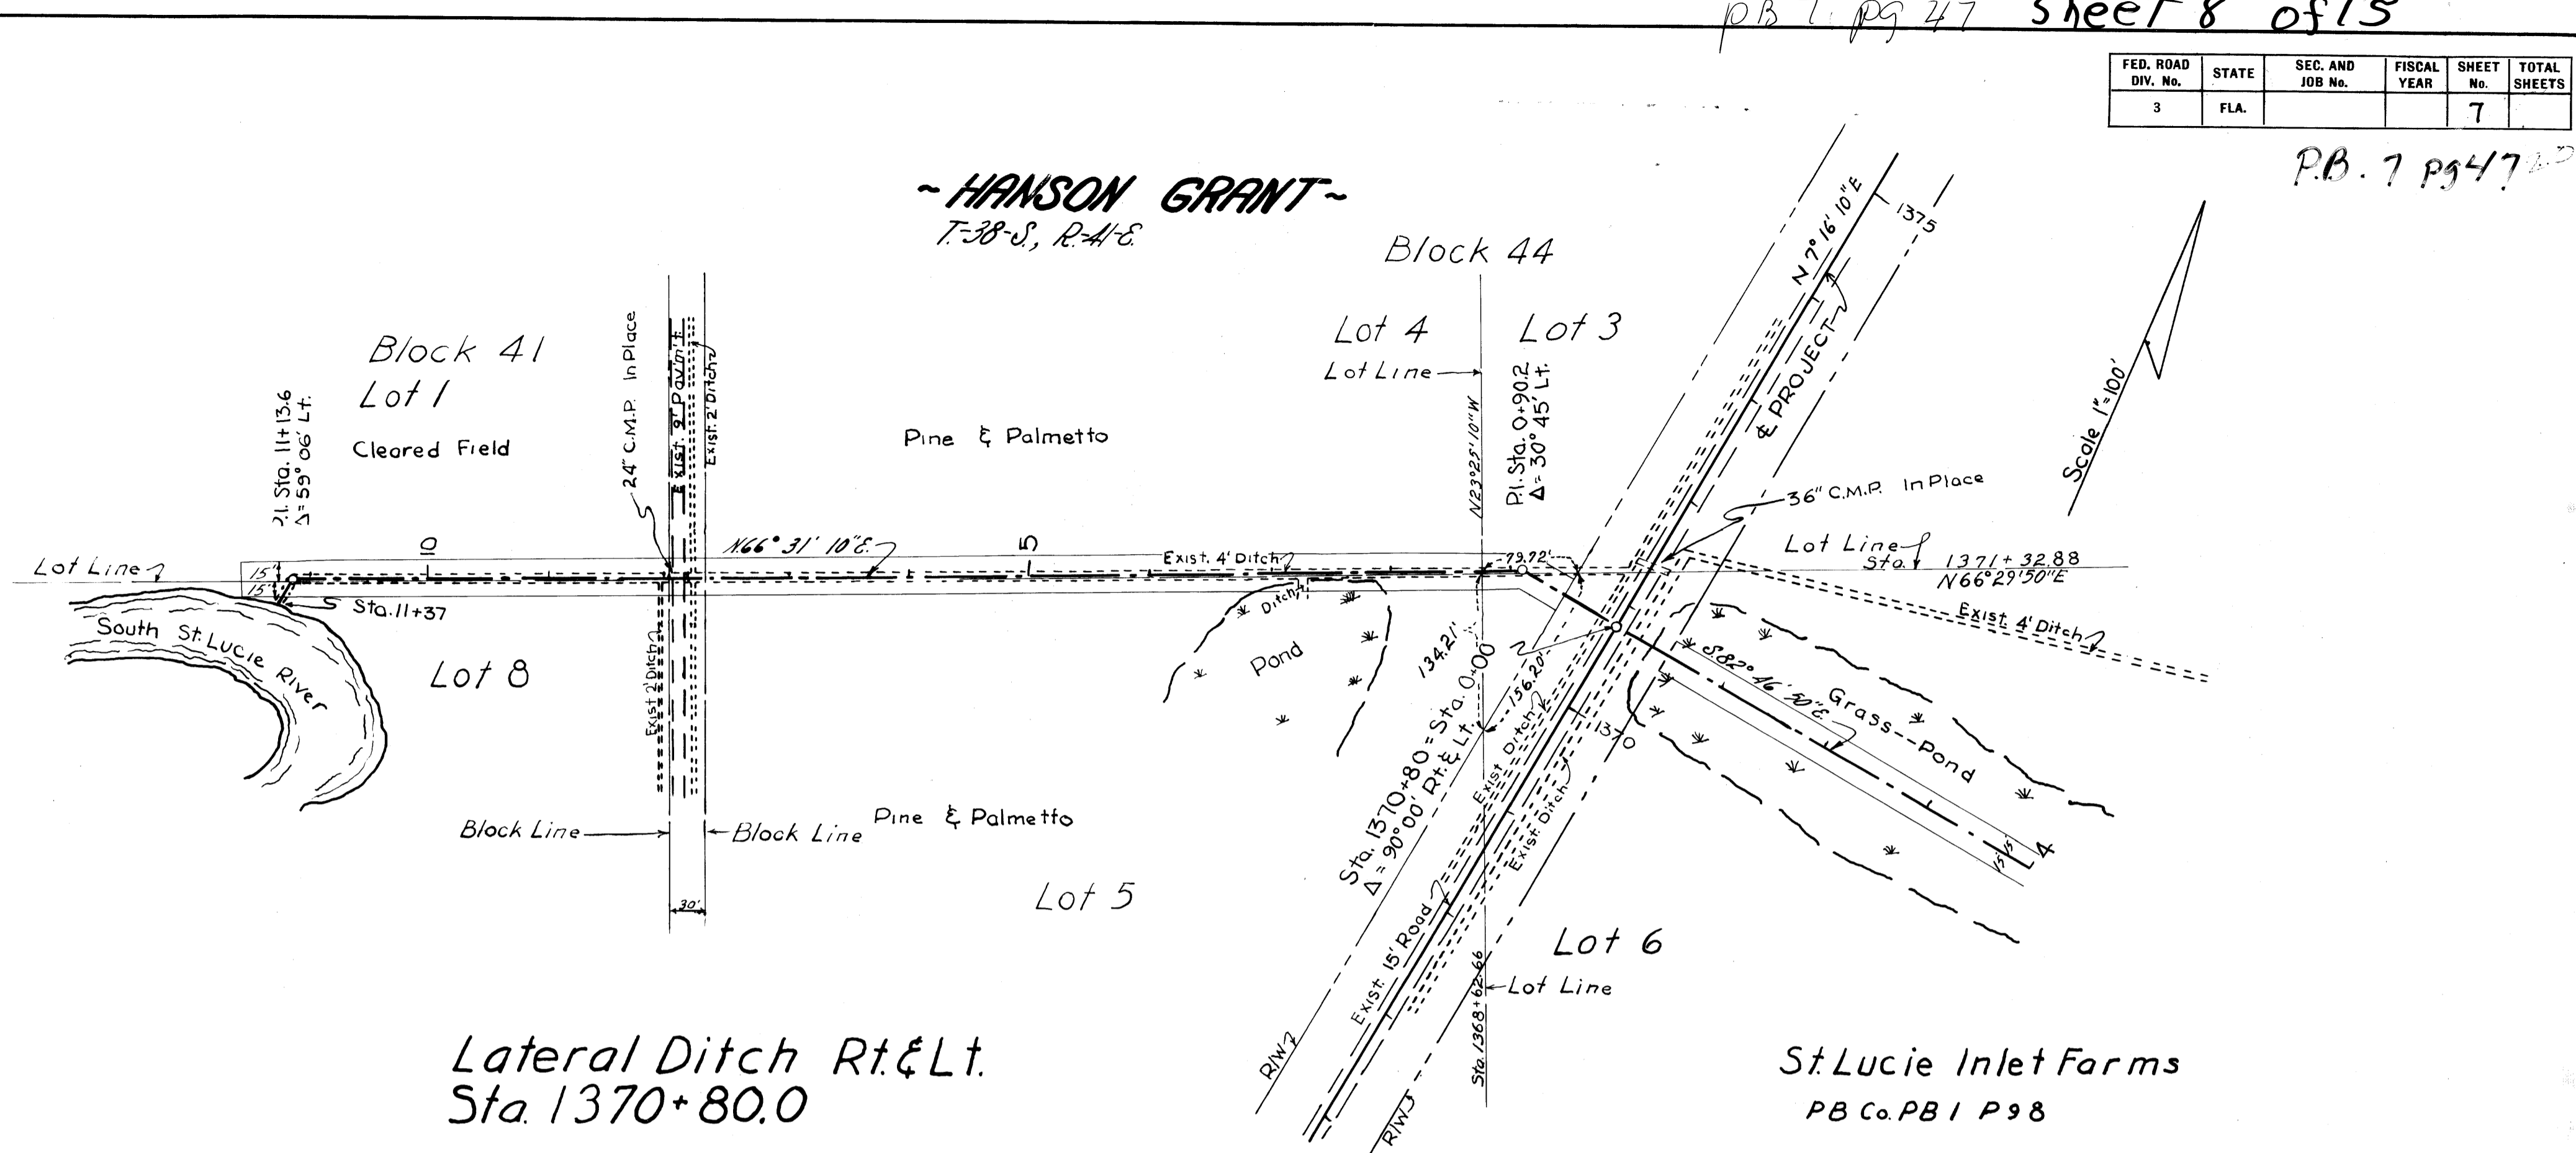 PB 1 pg 47 Sheet 8 of 15
FED. ROAD DIV. No. STATE SEC. AND JOB No. FISCAL YEAR SHEET No. TOTAL SHEETS
3 FLA. 7
P.B. 7 pg 47
~HANSON GRANT~
T.-38-S., R.-41-E.
Block 44
Lot 4
Lot 3
Lot Line
N23°25'10"W
P.I. Sta. 0+90.2
Δ = 30° 45' Lt.
N 7° 16' 10" E
1375
℄ PROJECT
Scale 1"=100'
Block 41
Lot 1
Cleared Field
P.I. Sta. 11+13.6
Δ = 59° 06' Lt.
24" C.M.P. In Place
Exist. 9' Pavm't.
Exist. 2' Ditch
Pine & Palmetto
36" C.M.P. In Place
Lot Line
Sta. 1371+32.88
N66°29'50"E
Exist. 4' Ditch
Lot Line
15'
15'
10
N.66° 31' 10"E.
5
Exist. 4' Ditch
79.72'
Sta. 11+37
South St. Lucie River
Lot 8
Exist 2' Ditch
Ditch
Pond
134.21'
156.20'
Sta. 1370+80 = Sta. 0+00
Δ = 90° 00' Rt. & Lt.
Exist Ditch
Exist. Ditch
1370
S.82° 46' 50"E.
Grass--Pond
15' 15'
4
Block Line
Block Line
Pine & Palmetto
30'
Lot 5
Exist. 15' Road
Lot 6
Lot Line
Sta. 1368+62.66
R/W
R/W
Lateral Ditch Rt. & Lt.
Sta. 1370+80.0
St. Lucie Inlet Farms
PB Co. PB 1 P 98